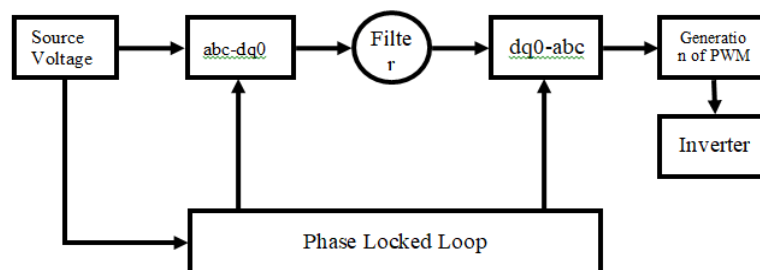 Source
Voltage
abc-dq0
Filte
r
dq0-abc
Generatio
n of PWM
Inverter
Phase Locked Loop